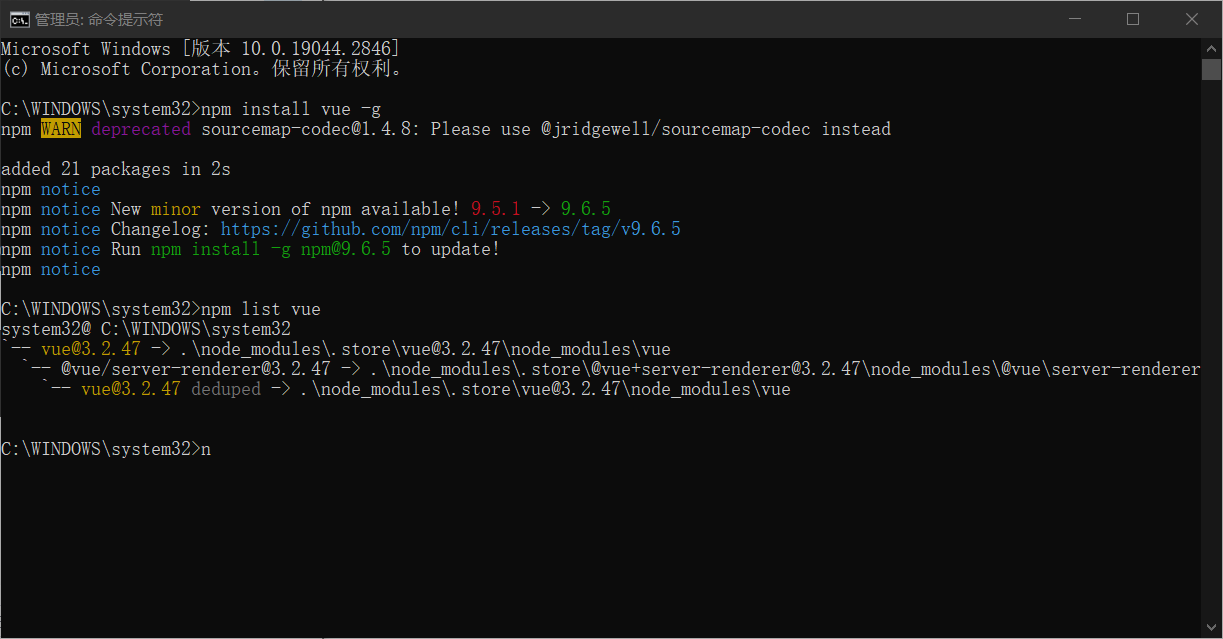 管理员: 命令提示符
Microsoft Windows [版本 10.0.19044.2846]
(c) Microsoft Corporation。保留所有权利。
C:\WINDOWS\system32>npm install vue -g
npm WARN deprecated sourcemap-codec@1.4.8: Please use @jridgewell/sourcemap-codec instead
added 21 packages in 2s
npm notice
npm notice New minor version of npm available! 9.5.1 -> 9.6.5
npm notice Changelog: https://github.com/npm/cli/releases/tag/v9.6.5
npm notice Run npm install -g npm@9.6.5 to update!
npm notice
C:\WINDOWS\system32>npm list vue
system32@ C:\WINDOWS\system32
`-- vue@3.2.47 -> .\node_modules\.store\vue@3.2.47\node_modules\vue
`-- @vue/server-renderer@3.2.47 -> .\node_modules\.store\@vue+server-renderer@3.2.47\node_modules\@vue\server-renderer
`-- vue@3.2.47 deduped -> .\node_modules\.store\vue@3.2.47\node_modules\vue
C:\WINDOWS\system32>n